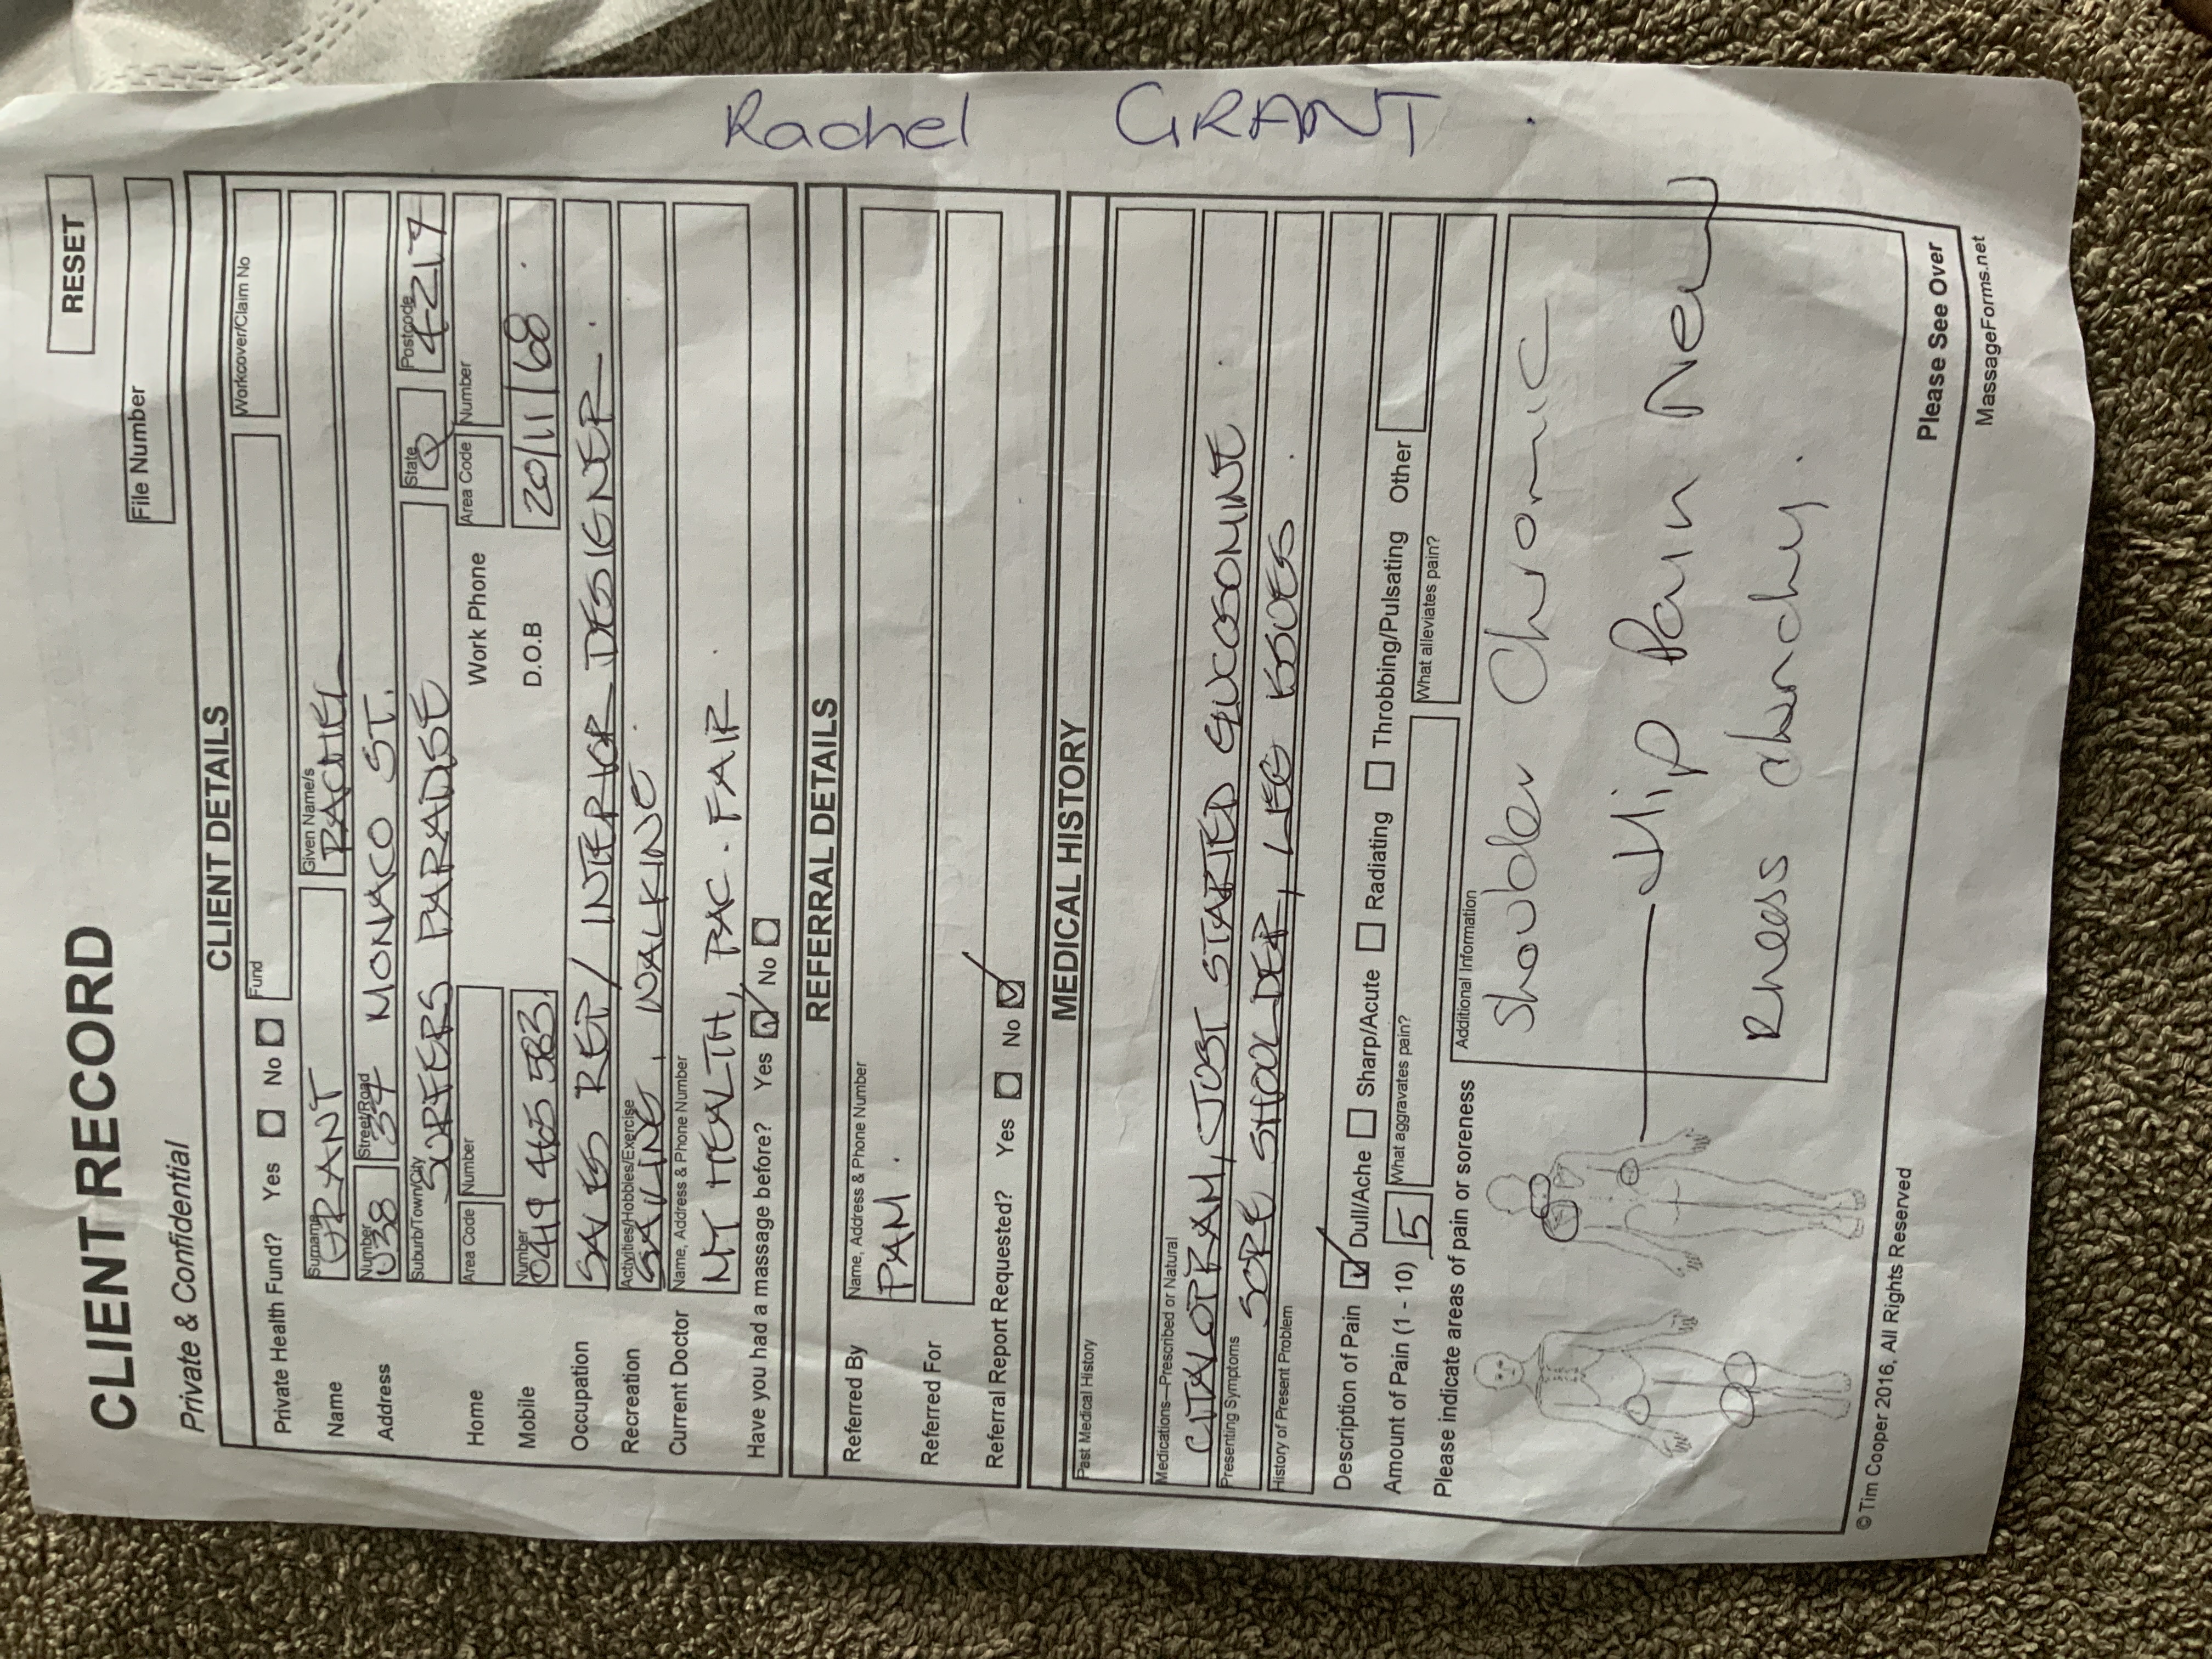 RESET
CLIENT RECORD
Private & Confidential
File Number
CLIENT DETAILS
Private Health Fund? Yes No Fund Workcover/Claim No
Name Surname GRANT Given Name/s RACHEL
Address Number U38 Street/Road 34 MONACO ST.
Suburb/Town/City SURFERS PARADISE State Q Postcode 4217
Home Area Code Number Work Phone Area Code Number
Mobile Number 0419 465 583 D.O.B 20/11/68
Occupation SALES REP / INTERIOR DESIGNER
Recreation Activities/Hobbies/Exercise SAILING, WALKING
Current Doctor Name, Address & Phone Number MY HEALTH, PAC. FAIR
Have you had a massage before? Yes No
REFERRAL DETAILS
Referred By Name, Address & Phone Number PAM
Referred For
Referral Report Requested? Yes No
MEDICAL HISTORY
Past Medical History
Medications—Prescribed or Natural CITALOPRAM, JUST STARTED GLUCOSOMINE
Presenting Symptoms SORE SHOULDER, LEG ISSUES
History of Present Problem
Description of Pain Dull/Ache Sharp/Acute Radiating Throbbing/Pulsating Other
Amount of Pain (1 - 10) 5 What aggravates pain? What alleviates pain?
Please indicate areas of pain or soreness Additional Information
Shoulder Chronic
Hip Pain New
Knees chrnchy.
Please See Over
© Tim Cooper 2016, All Rights Reserved MassageForms.net
Rachel GRANT